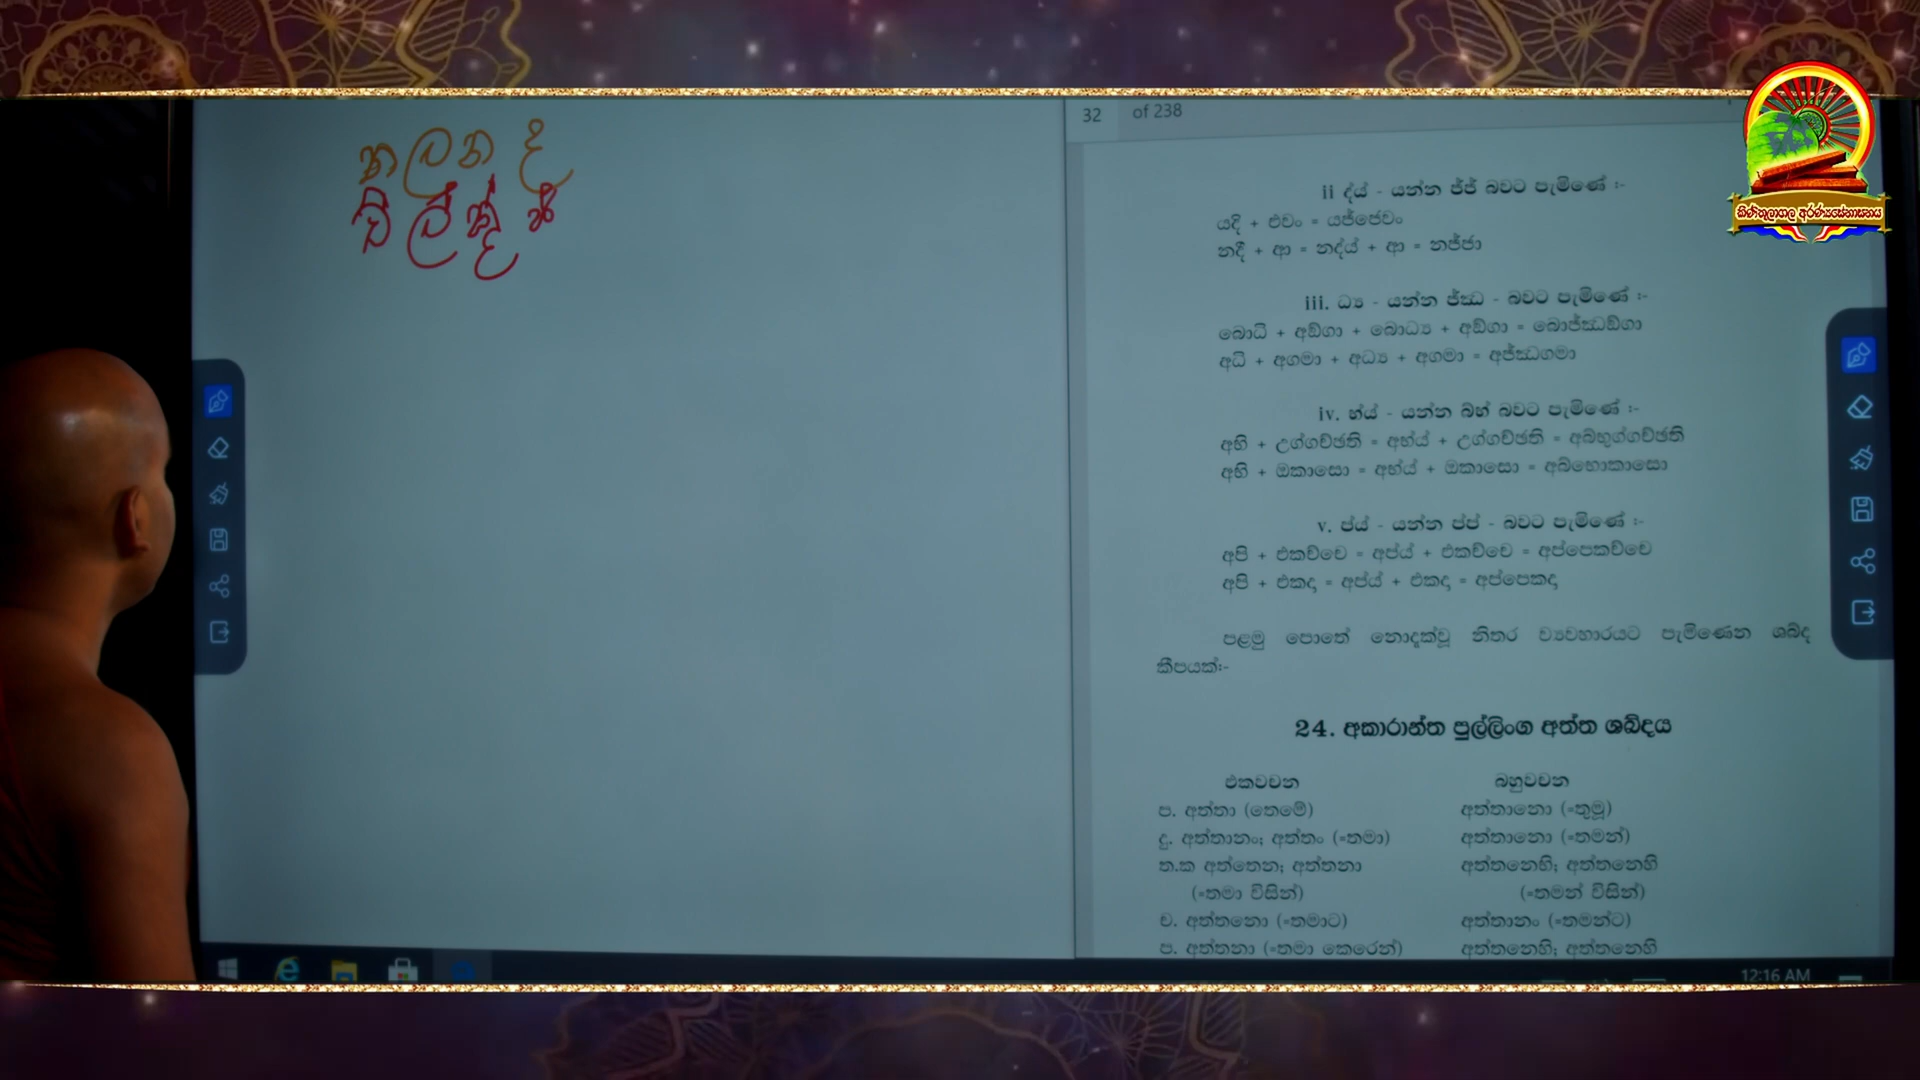 තලන ද
32 of 238
ii ද්ය් - යන්න ජ්ජ් බවට පැමිණේ :-
යදි + එවං = යජ්ජෙවං
නදී + ආ = නද්ය් + ආ = නජ්ජා
iii. ධ්‍ය - යන්න ජ්ඣ - බවට පැමිණේ :-
බොධි + අඞ්ගා + බොධ්‍ය + අඞ්ගා = බොජ්ඣඞ්ගා
අධි + අගමා + අධ්‍ය + අගමා = අජ්ඣගමා
iv. භ්ය් - යන්න බ්භ් බවට පැමිණේ :-
අභි + උග්ගච්ඡති = අභ්ය් + උග්ගච්ඡති = අබ්භුග්ගච්ඡති
අභි + ඔකාසො = අභ්ය් + ඔකාසො = අබ්භොකාසො
v. ප්ය් - යන්න ප්ප් - බවට පැමිණේ :-
අපි + එකච්චෙ = අප්ය් + එකච්චෙ = අප්පෙකච්චෙ
අපි + එකදා = අප්ය් + එකදා = අප්පෙකදා
පළමු පොතේ නොදැක්වූ නිතර ව්‍යවහාරයට පැමිණෙන ශබ්ද
කීපයක්:-
24. අකාරාන්ත පුල්ලිංග අත්ත ශබ්දය
ඒකවචන බහුවචන
ප. අත්තා (තෙමේ) අත්තානො (=තුමූ)
දු. අත්තානං; අත්තං (=තමා) අත්තානො (=තමන්)
ත.ක අත්තෙන; අත්තනා අත්තනෙභි; අත්තනෙහි
(=තමා විසින්) (=තමන් විසින්)
ච. අත්තනො (=තමාට) අත්තානං (=තමන්ට)
ප. අත්තනා (=තමා කෙරෙන්) අත්තනෙභි; අත්තනෙහි
12:16 AM